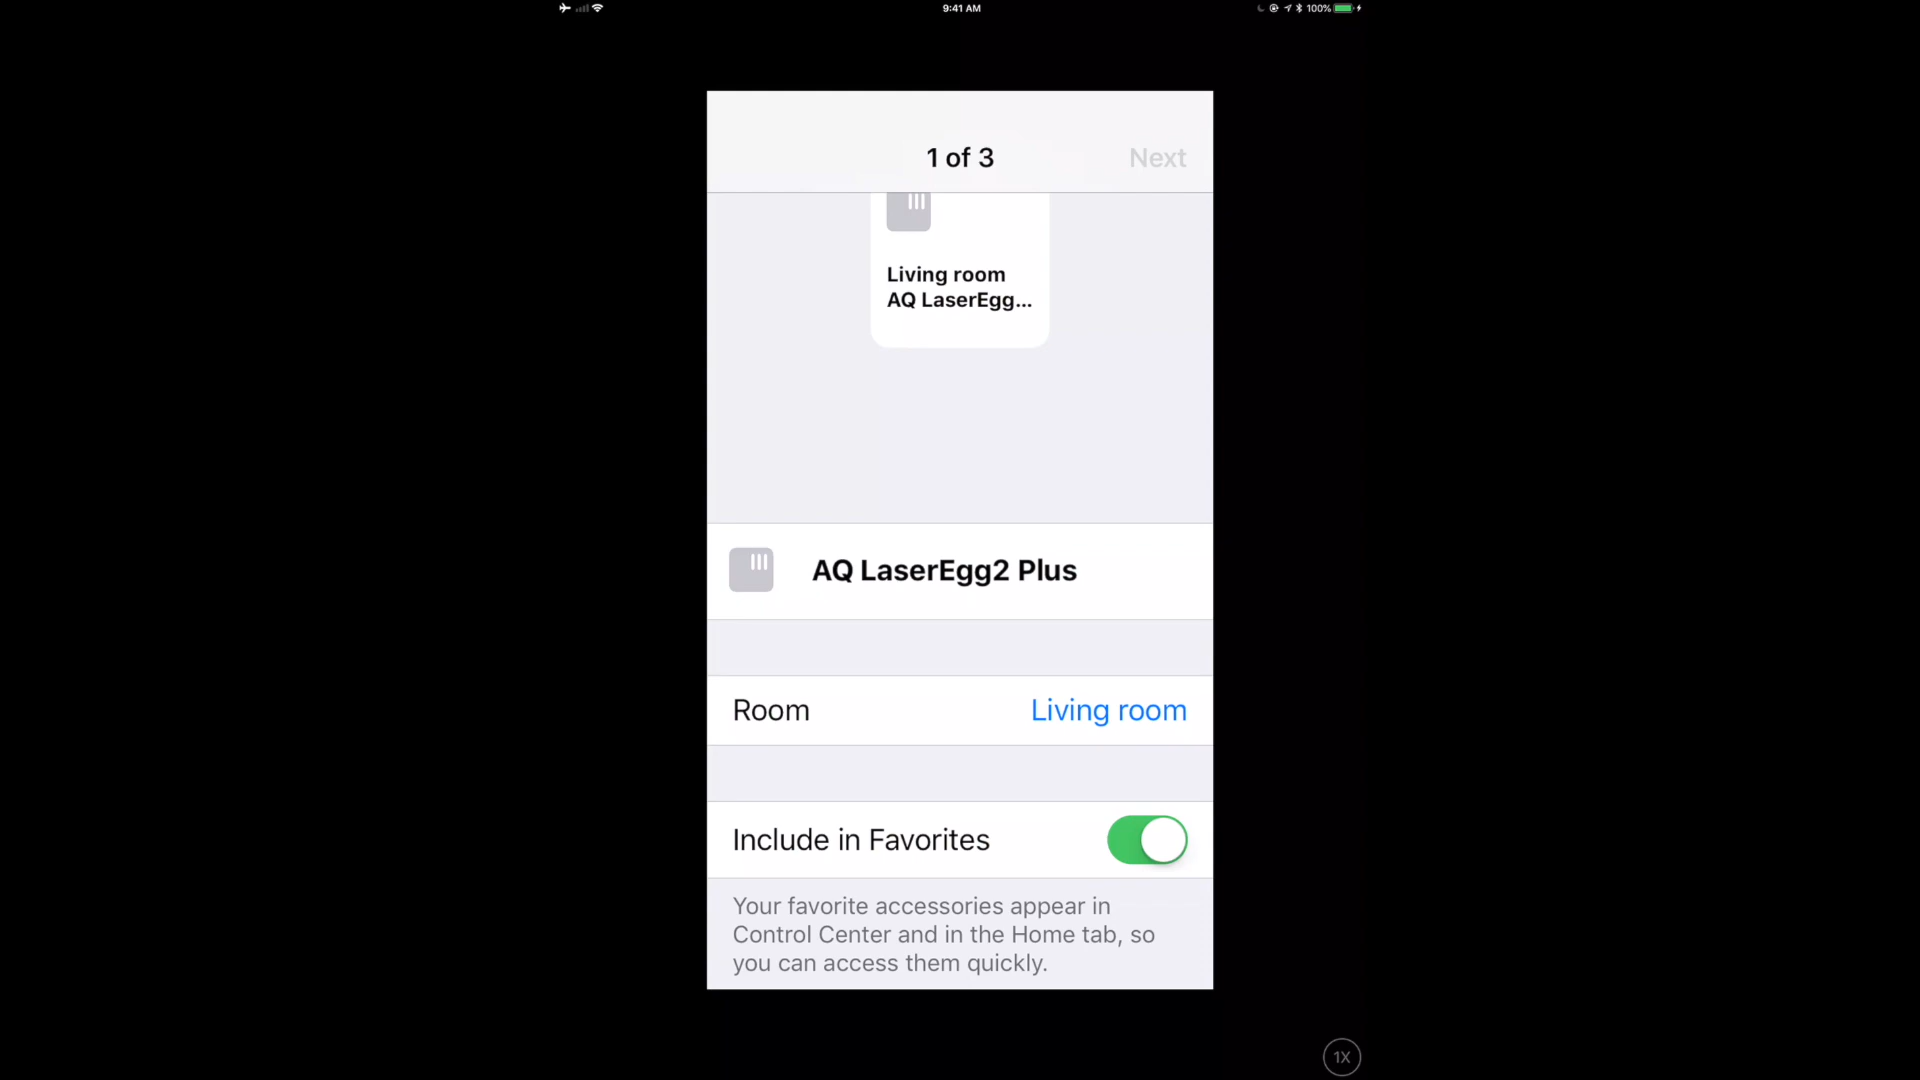 9:41 AM
100%
1 of 3
Next
Living room
AQ LaserEgg...
AQ LaserEgg2 Plus
Room
Living room
Include in Favorites
Your favorite accessories appear in
Control Center and in the Home tab, so
you can access them quickly.
1X